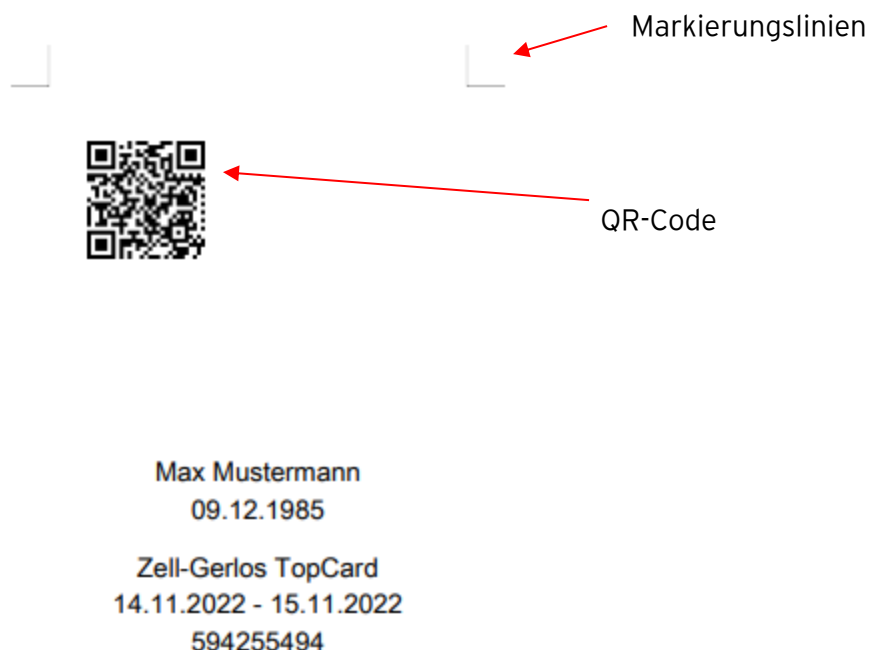 Markierungslinien
QR-Code
Max Mustermann
09.12.1985
Zell-Gerlos TopCard
14.11.2022 - 15.11.2022
594255494